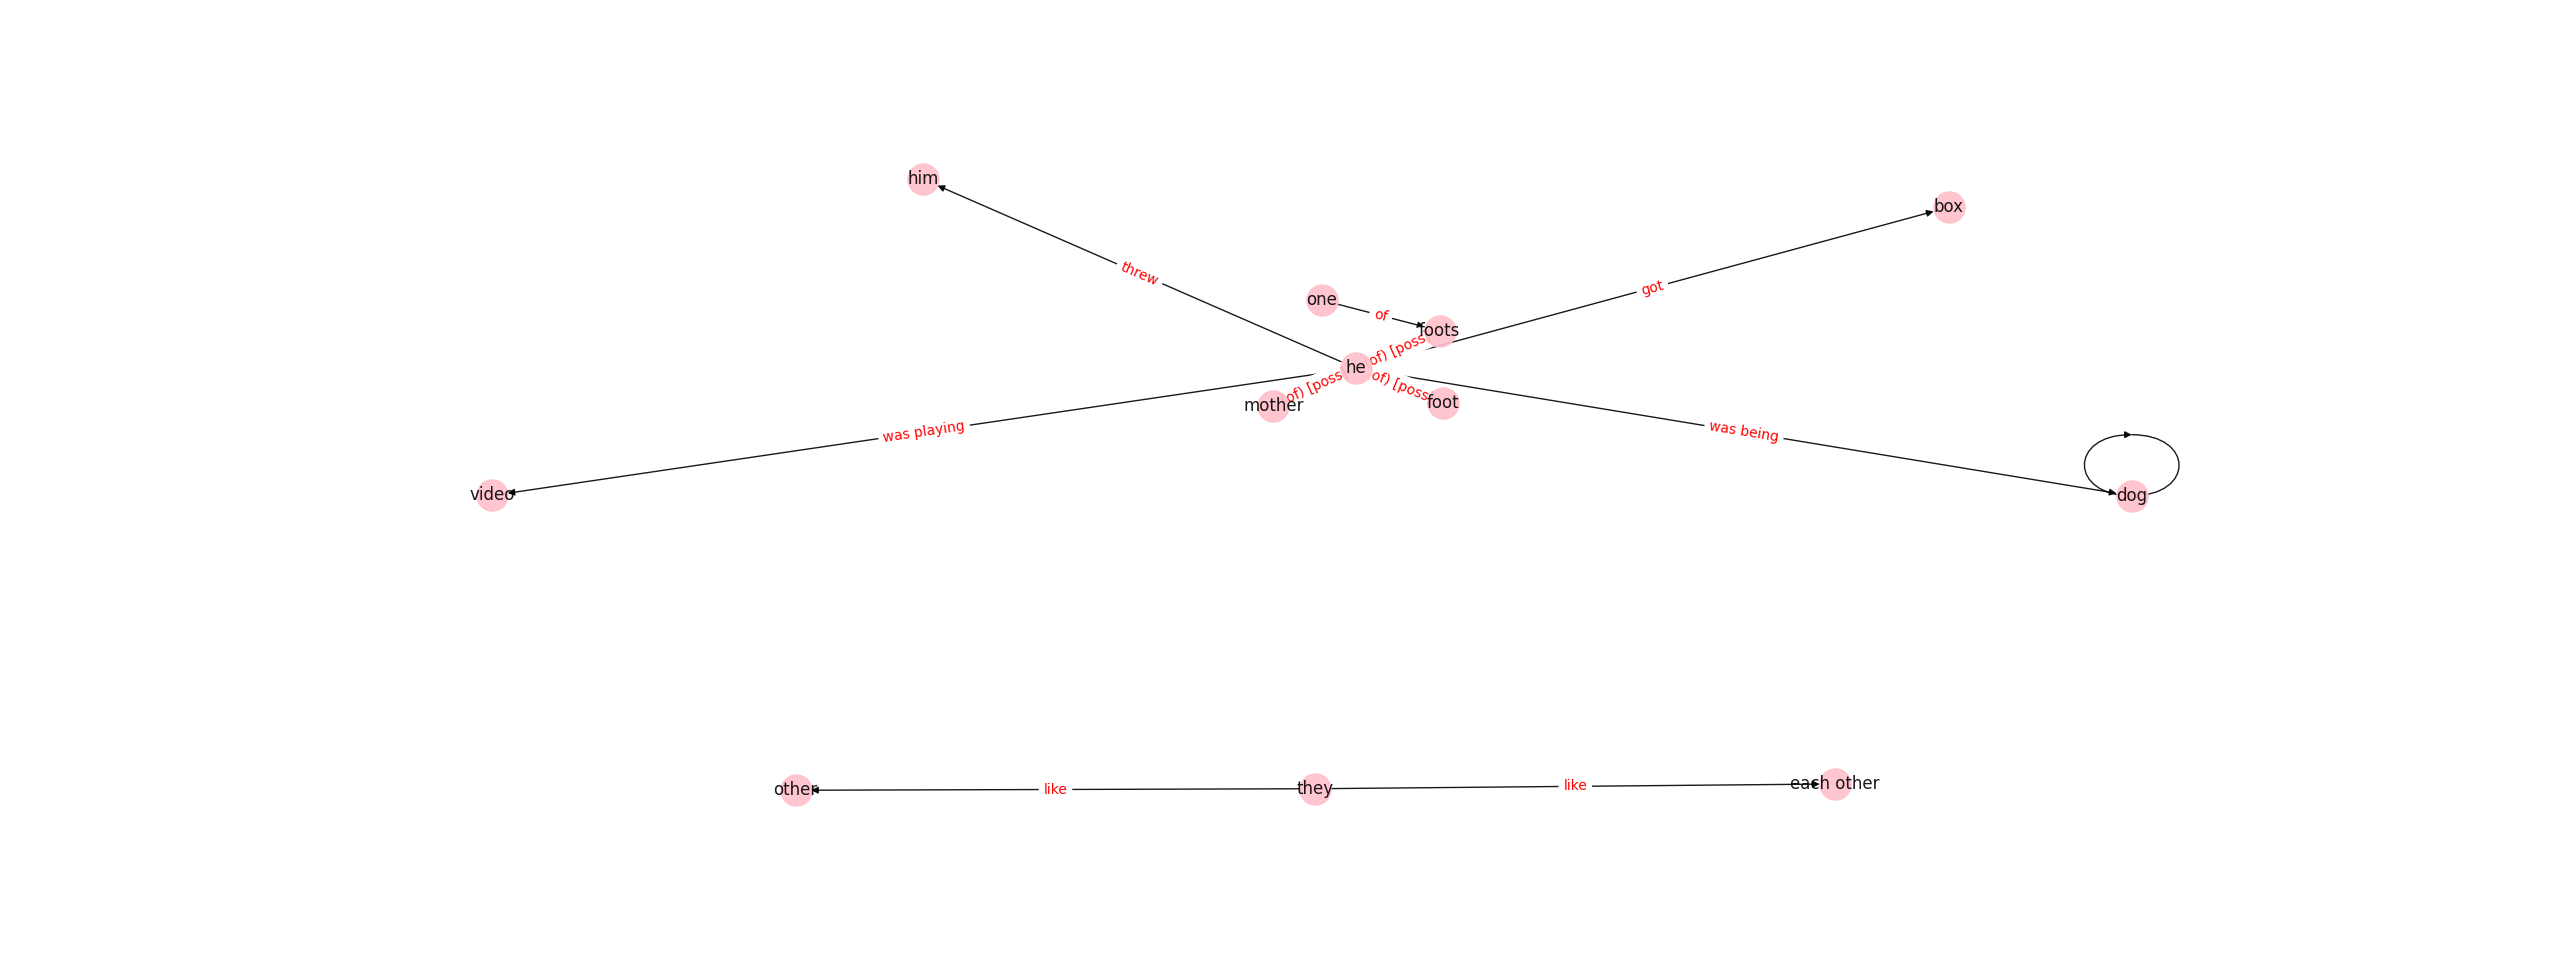 him
box
threw
got
one
of
foots
of) [poss
he
of) [poss
of) [poss
mother
foot
was playing
was being
video
dog
other
like
they
like
each other